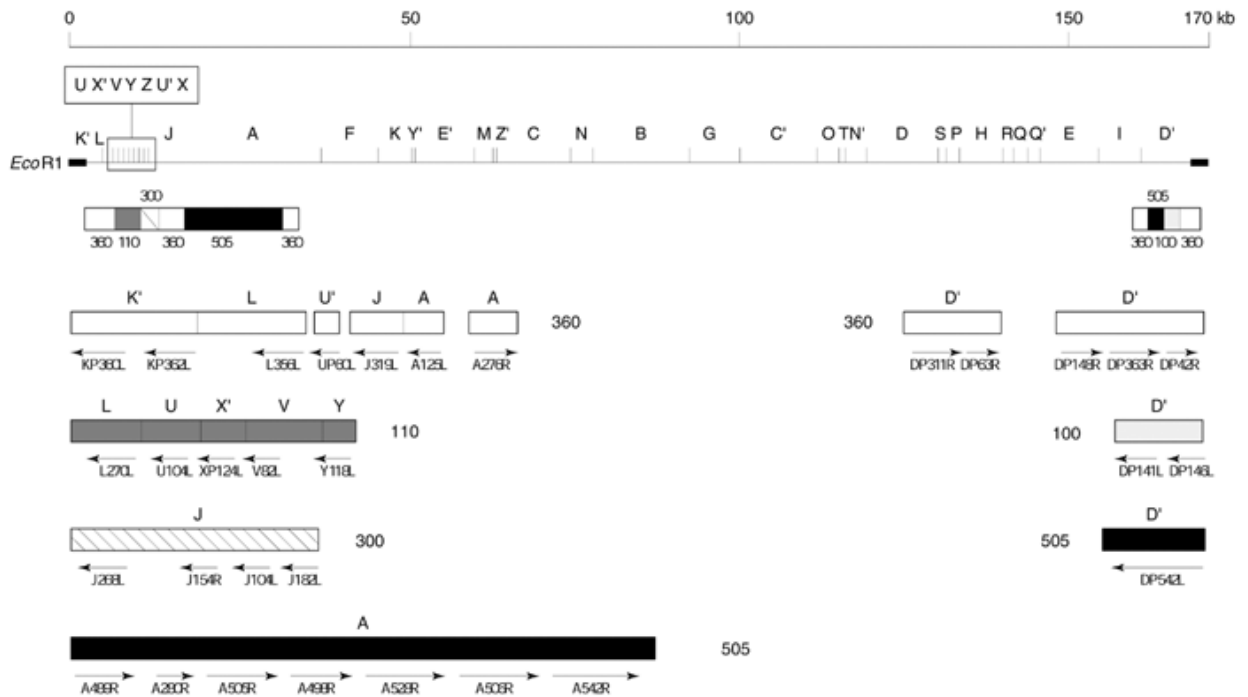 0 50 100 150 170 kb
U X' V Y Z U' X
K' L J A F K Y' E' M Z' C N B G C' O T N' D S P H R Q Q' E I D'
EcoR1
300 505
360 110 360 505 360 360 100 360
K' L U' J A A D' D'
360 360
KP360L KP362L L356L UP60L J319L A125L A276R DP311R DP63R DP148R DP363R DP42R
L U X' V Y D'
110 100
L270L U104L XP124L V82L Y118L DP141L DP146L
J D'
300 505
J268L J154R J104L J182L DP542L
A
505
A489R A280R A505R A498R A528R A506R A542R